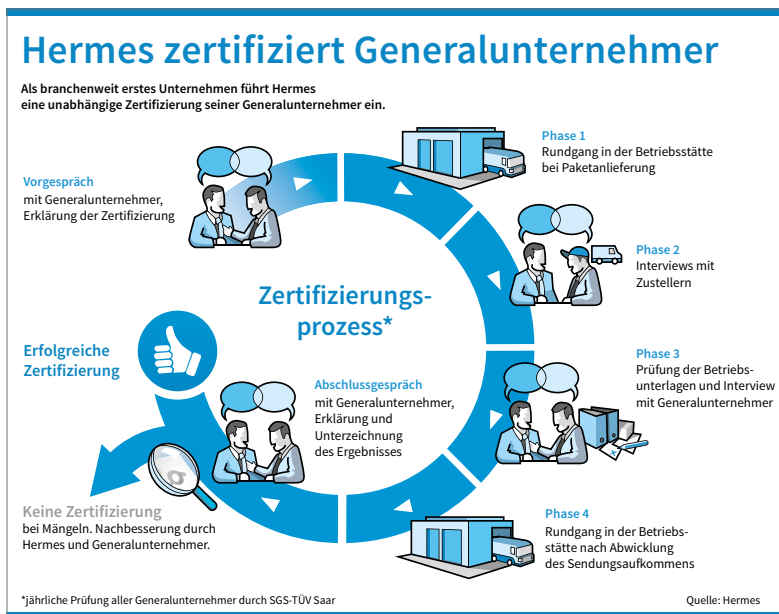 Hermes zertifiziert Generalunternehmer
Als branchenweit erstes Unternehmen führt Hermes
eine unabhängige Zertifizierung seiner Generalunternehmer ein.
Vorgespräch
mit Generalunternehmer,
Erklärung der Zertifizierung
Phase 1
Rundgang in der Betriebsstätte
bei Paketanlieferung
Phase 2
Interviews mit
Zustellern
Zertifizierungs-
prozess*
Phase 3
Prüfung der Betriebs-
unterlagen und Interview
mit Generalunternehmer
Phase 4
Rundgang in der Betriebs-
stätte nach Abwicklung
des Sendungsaufkommens
Abschlussgespräch
mit Generalunternehmer,
Erklärung und
Unterzeichnung
des Ergebnisses
Erfolgreiche
Zertifizierung
Keine Zertifizierung
bei Mängeln. Nachbesserung durch
Hermes und Generalunternehmer.
*jährliche Prüfung aller Generalunternehmer durch SGS-TÜV Saar
Quelle: Hermes